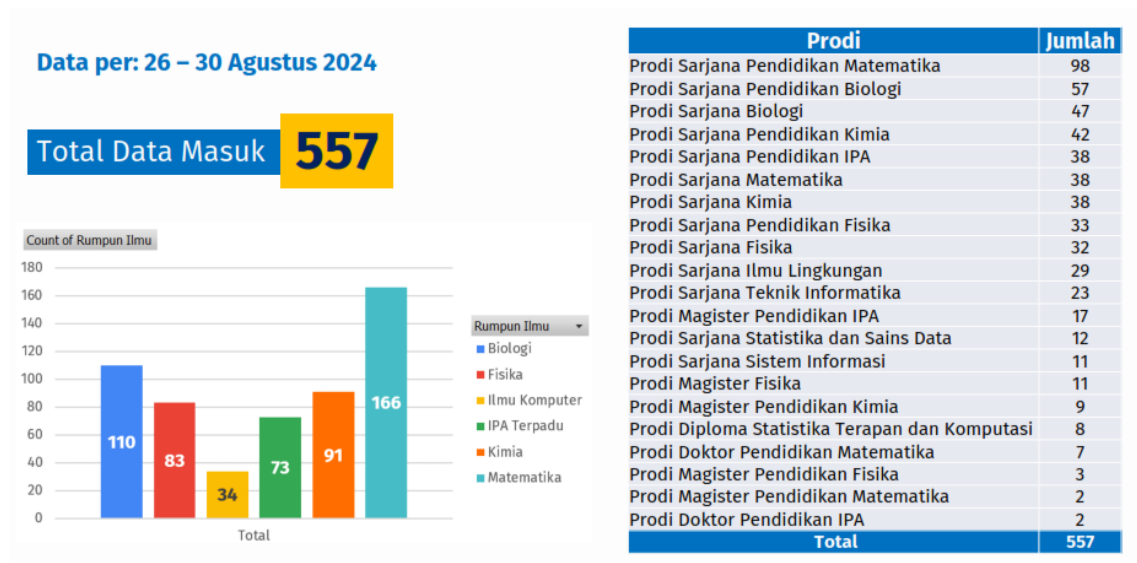 Data per: 26 – 30 Agustus 2024
Total Data Masuk 557
Count of Rumpun Ilmu
180
160
140
120
100
80
60
40
20
0
110
83
34
73
91
166
Total
Rumpun Ilmu
Biologi
Fisika
Ilmu Komputer
IPA Terpadu
Kimia
Matematika
Prodi Jumlah
Prodi Sarjana Pendidikan Matematika 98
Prodi Sarjana Pendidikan Biologi 57
Prodi Sarjana Biologi 47
Prodi Sarjana Pendidikan Kimia 42
Prodi Sarjana Pendidikan IPA 38
Prodi Sarjana Matematika 38
Prodi Sarjana Kimia 38
Prodi Sarjana Pendidikan Fisika 33
Prodi Sarjana Fisika 32
Prodi Sarjana Ilmu Lingkungan 29
Prodi Sarjana Teknik Informatika 23
Prodi Magister Pendidikan IPA 17
Prodi Sarjana Statistika dan Sains Data 12
Prodi Sarjana Sistem Informasi 11
Prodi Magister Fisika 11
Prodi Magister Pendidikan Kimia 9
Prodi Diploma Statistika Terapan dan Komputasi 8
Prodi Doktor Pendidikan Matematika 7
Prodi Magister Pendidikan Fisika 3
Prodi Magister Pendidikan Matematika 2
Prodi Doktor Pendidikan IPA 2
Total 557